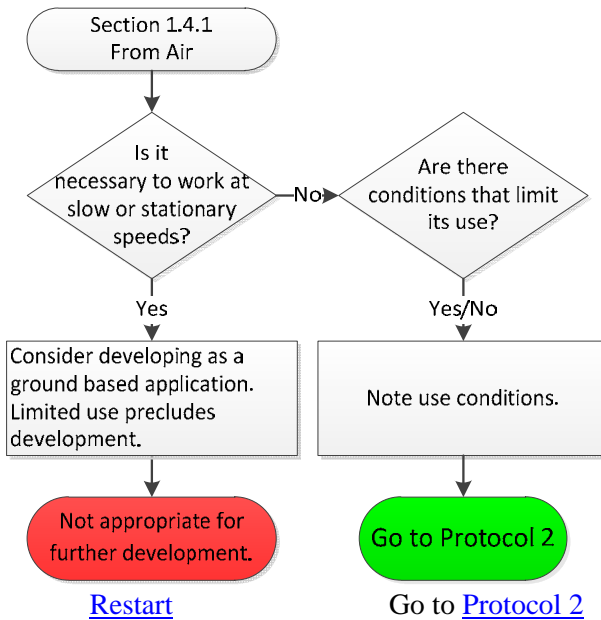 Section 1.4.1
From Air
Is it
necessary to work at
slow or stationary
speeds?
No
Are there
conditions that limit
its use?
Yes
Yes/No
Consider developing as a
ground based application.
Limited use precludes
development.
Note use conditions.
Not appropriate for
further development.
Go to Protocol 2
Restart
Go to Protocol 2